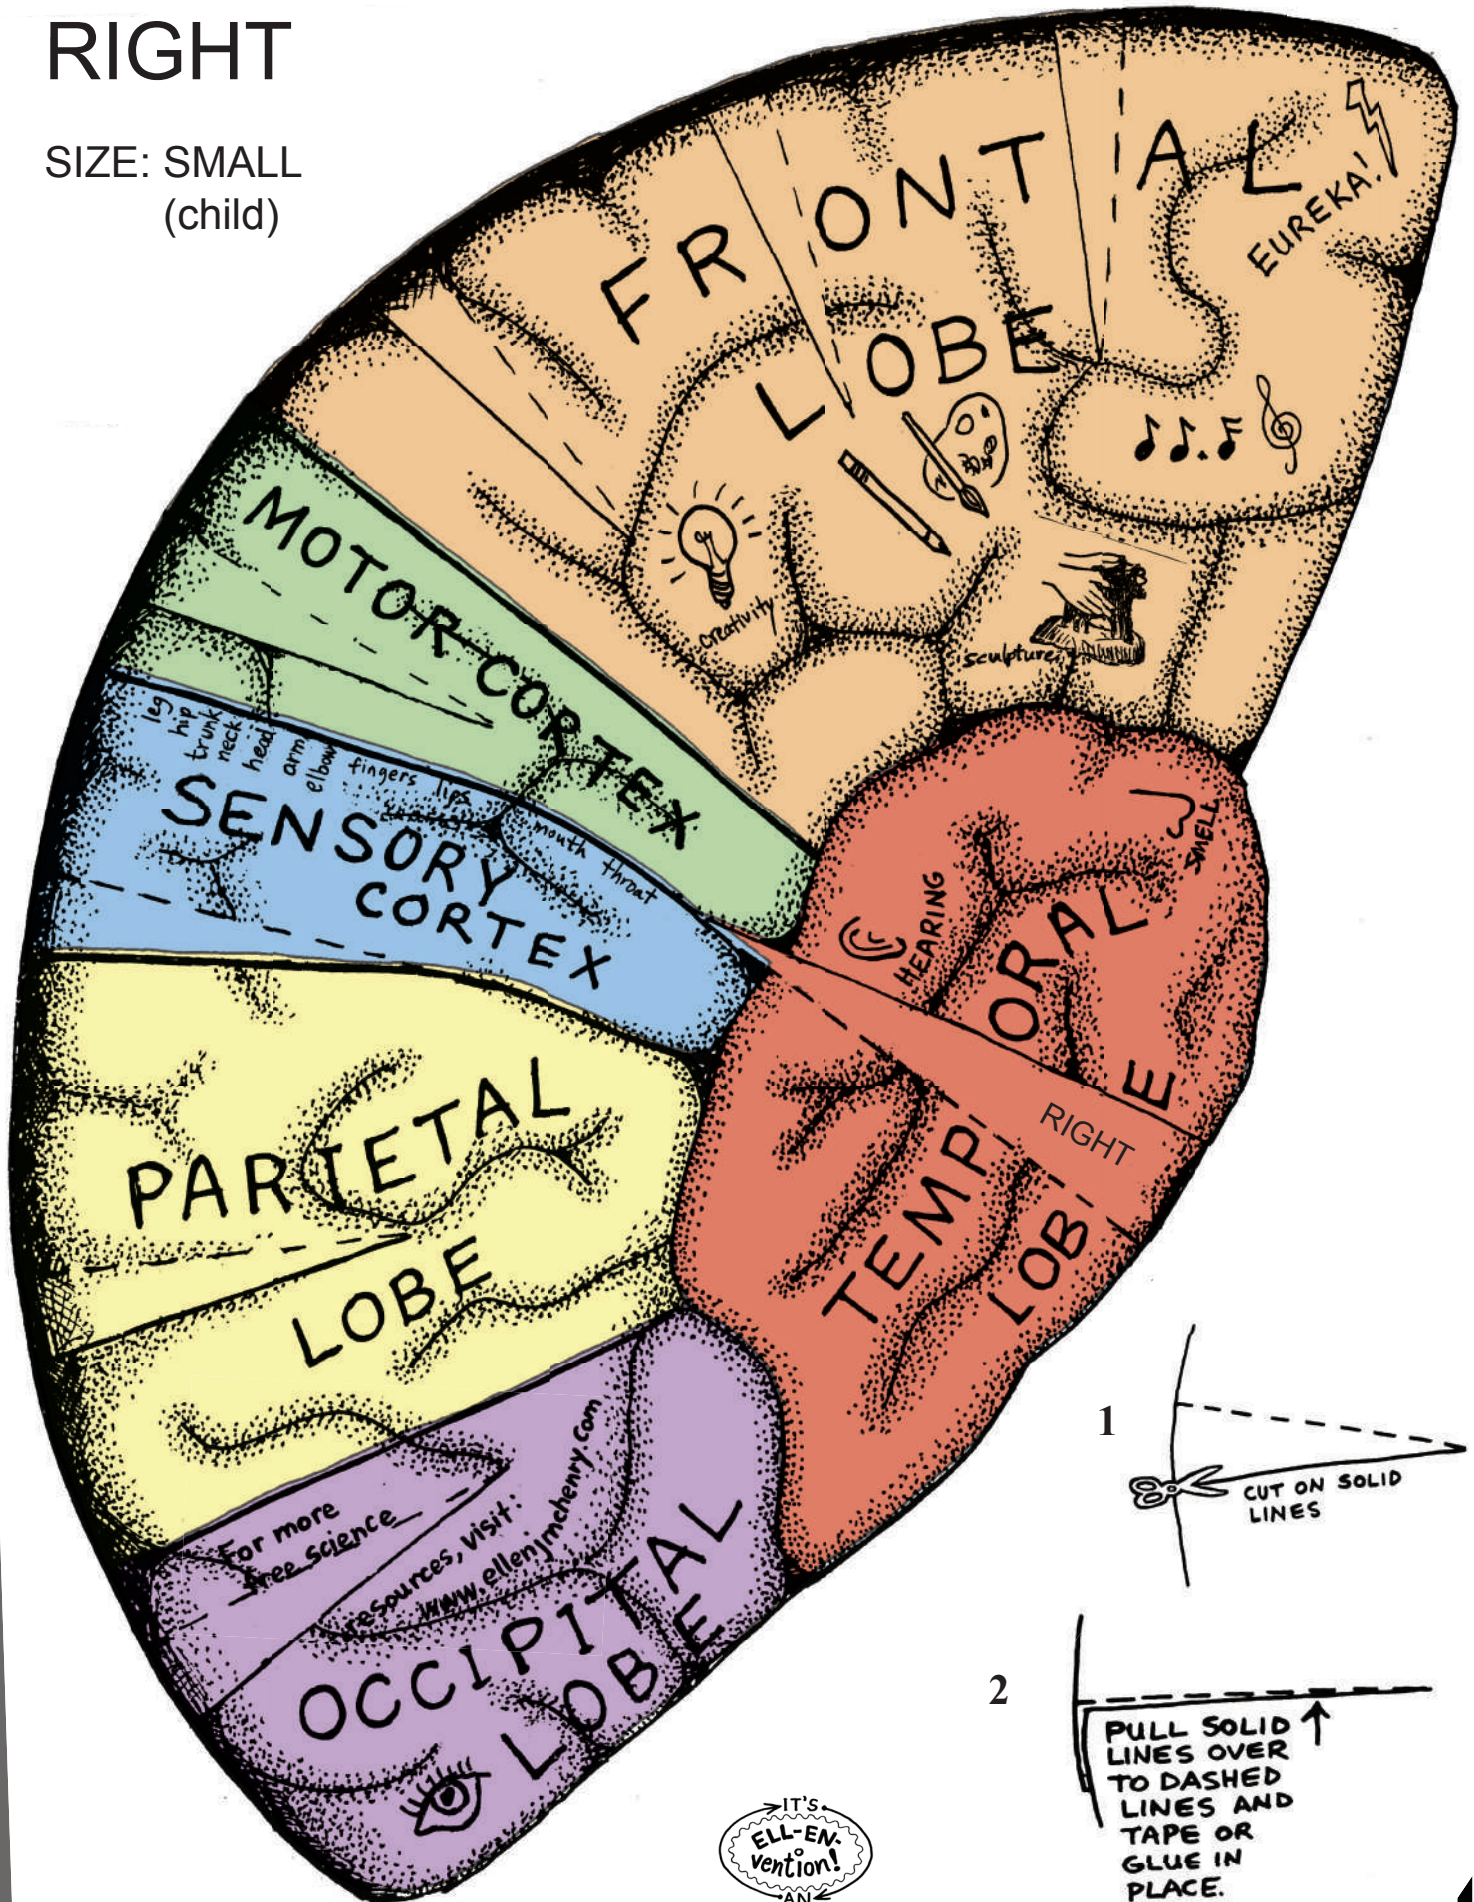 RIGHT
SIZE: SMALL
(child)
FRONTAL
LOBE
EUREKA!
creativity
sculpture
MOTOR CORTEX
leg
hip
trunk
neck
head
arm
elbow
fingers
lips
mouth
throat
SENSORY
CORTEX
SMELL
HEARING
TEMPORAL
LOBE
RIGHT
PARIETAL
LOBE
For more
free science
resources, visit:
www.ellenjmchenry.com
OCCIPITAL
LOBE
1
CUT ON SOLID
LINES
2
PULL SOLID
LINES OVER
TO DASHED
LINES AND
TAPE OR
GLUE IN
PLACE.
IT'S
ELL-EN-
vention!
AN